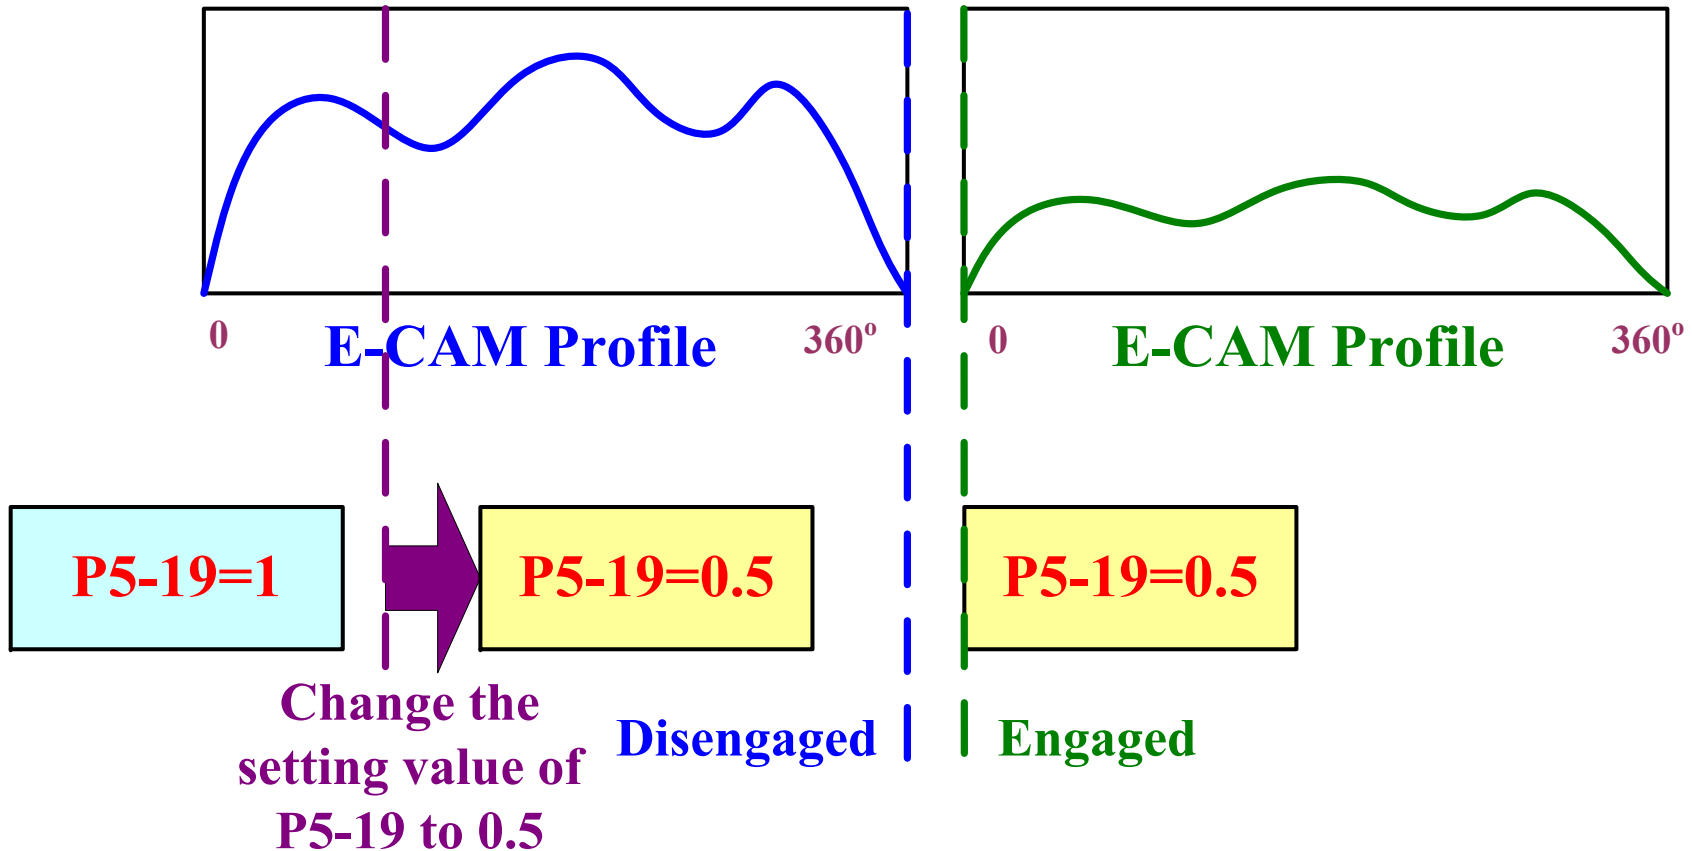 0
E-CAM Profile
360º
0
E-CAM Profile
360º
P5-19=1
P5-19=0.5
P5-19=0.5
Change the
setting value of
P5-19 to 0.5
Disengaged
Engaged